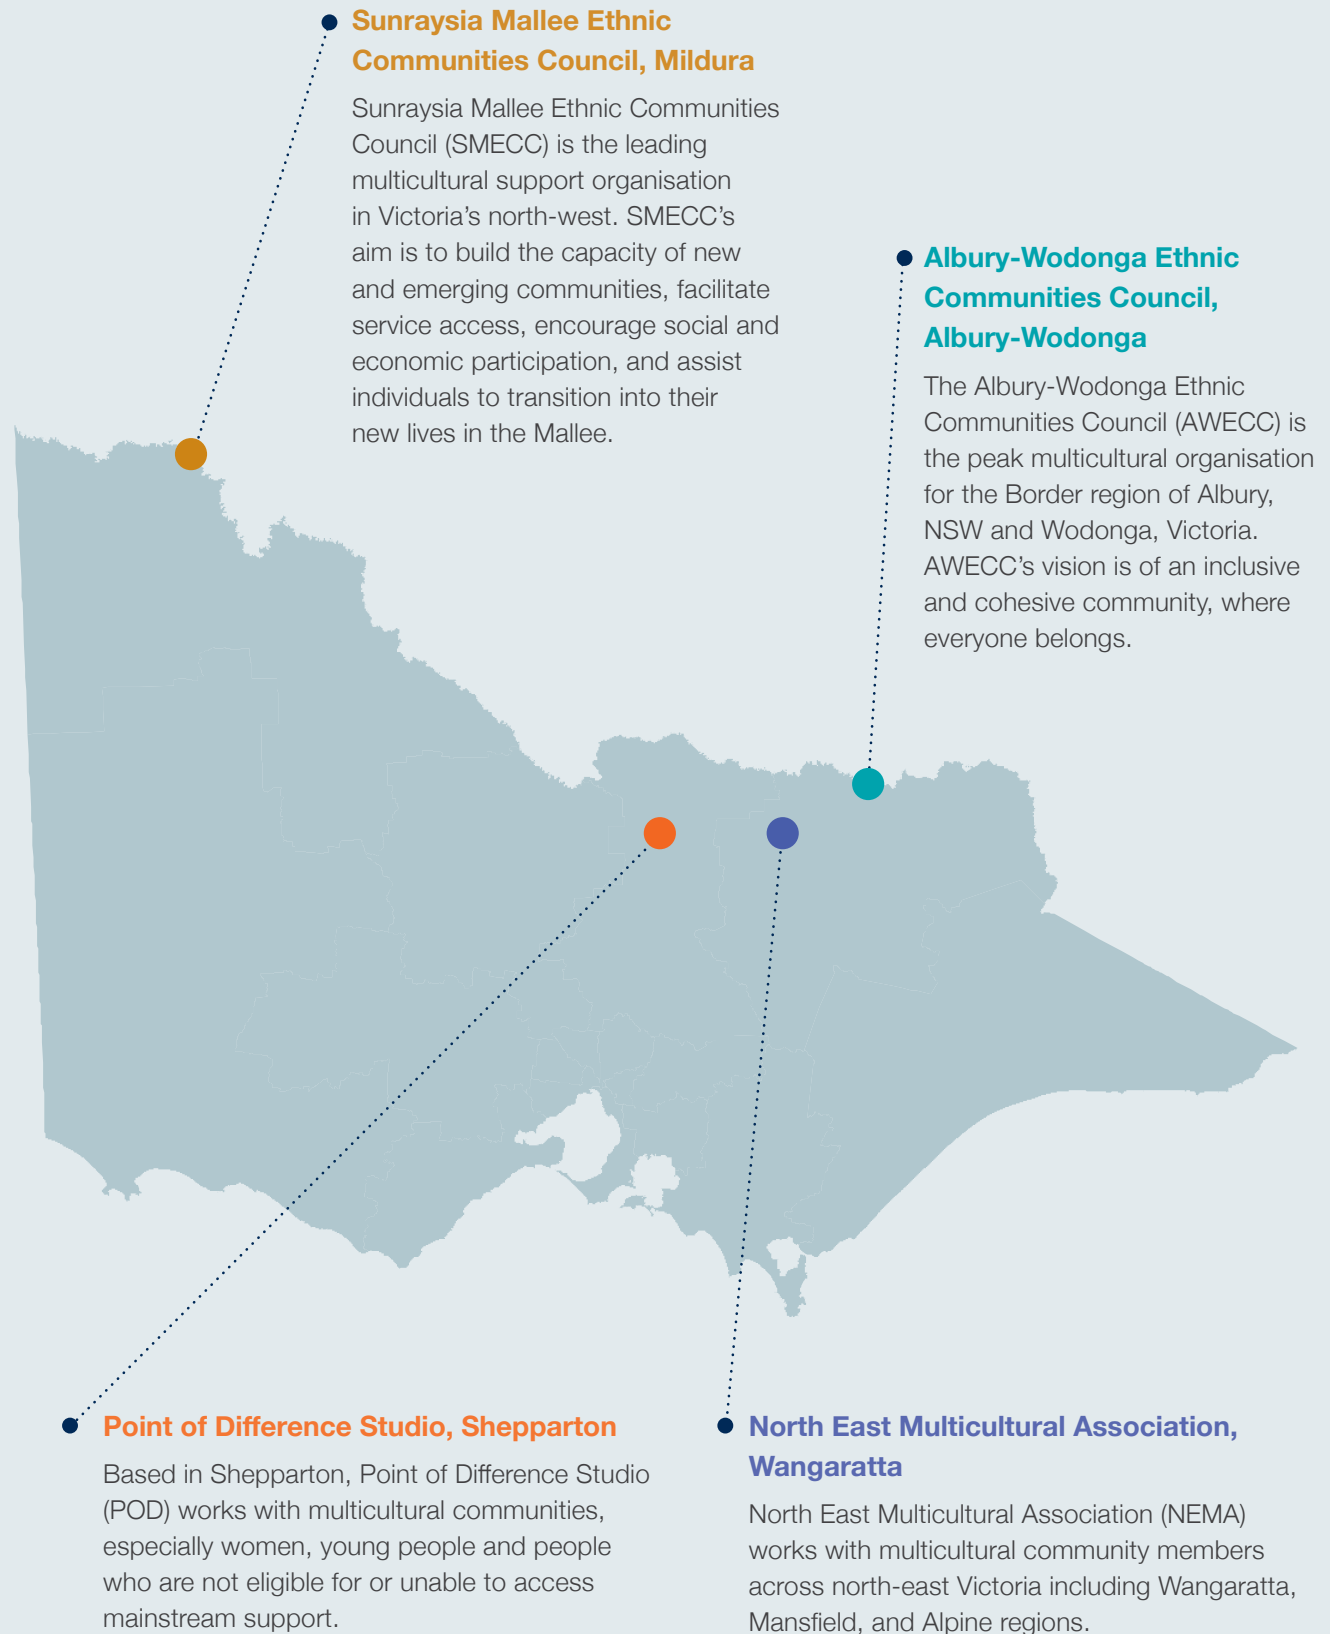 Sunraysia Mallee Ethnic
Communities Council, Mildura
Sunraysia Mallee Ethnic Communities
Council (SMECC) is the leading
multicultural support organisation
in Victoria’s north-west. SMECC’s
aim is to build the capacity of new
and emerging communities, facilitate
service access, encourage social and
economic participation, and assist
individuals to transition into their
new lives in the Mallee.
Albury-Wodonga Ethnic
Communities Council,
Albury-Wodonga
The Albury-Wodonga Ethnic
Communities Council (AWECC) is
the peak multicultural organisation
for the Border region of Albury,
NSW and Wodonga, Victoria.
AWECC’s vision is of an inclusive
and cohesive community, where
everyone belongs.
Point of Difference Studio, Shepparton
Based in Shepparton, Point of Difference Studio
(POD) works with multicultural communities,
especially women, young people and people
who are not eligible for or unable to access
mainstream support.
North East Multicultural Association,
Wangaratta
North East Multicultural Association (NEMA)
works with multicultural community members
across north-east Victoria including Wangaratta,
Mansfield, and Alpine regions.